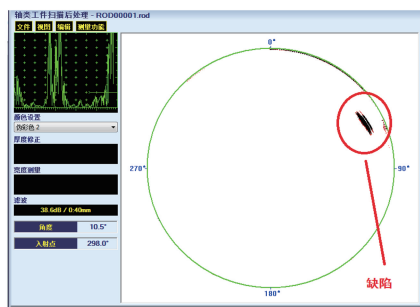 轴类工件扫描后处理 - ROD00001.rod
文件 视图 编辑 测量功能
颜色设置
伪彩色 2
厚度修正
宽度测量
滤波
38.6dB / 0:40mm
角度 10.5°
入射点 298.0°
0°
270°
90°
180°
缺陷